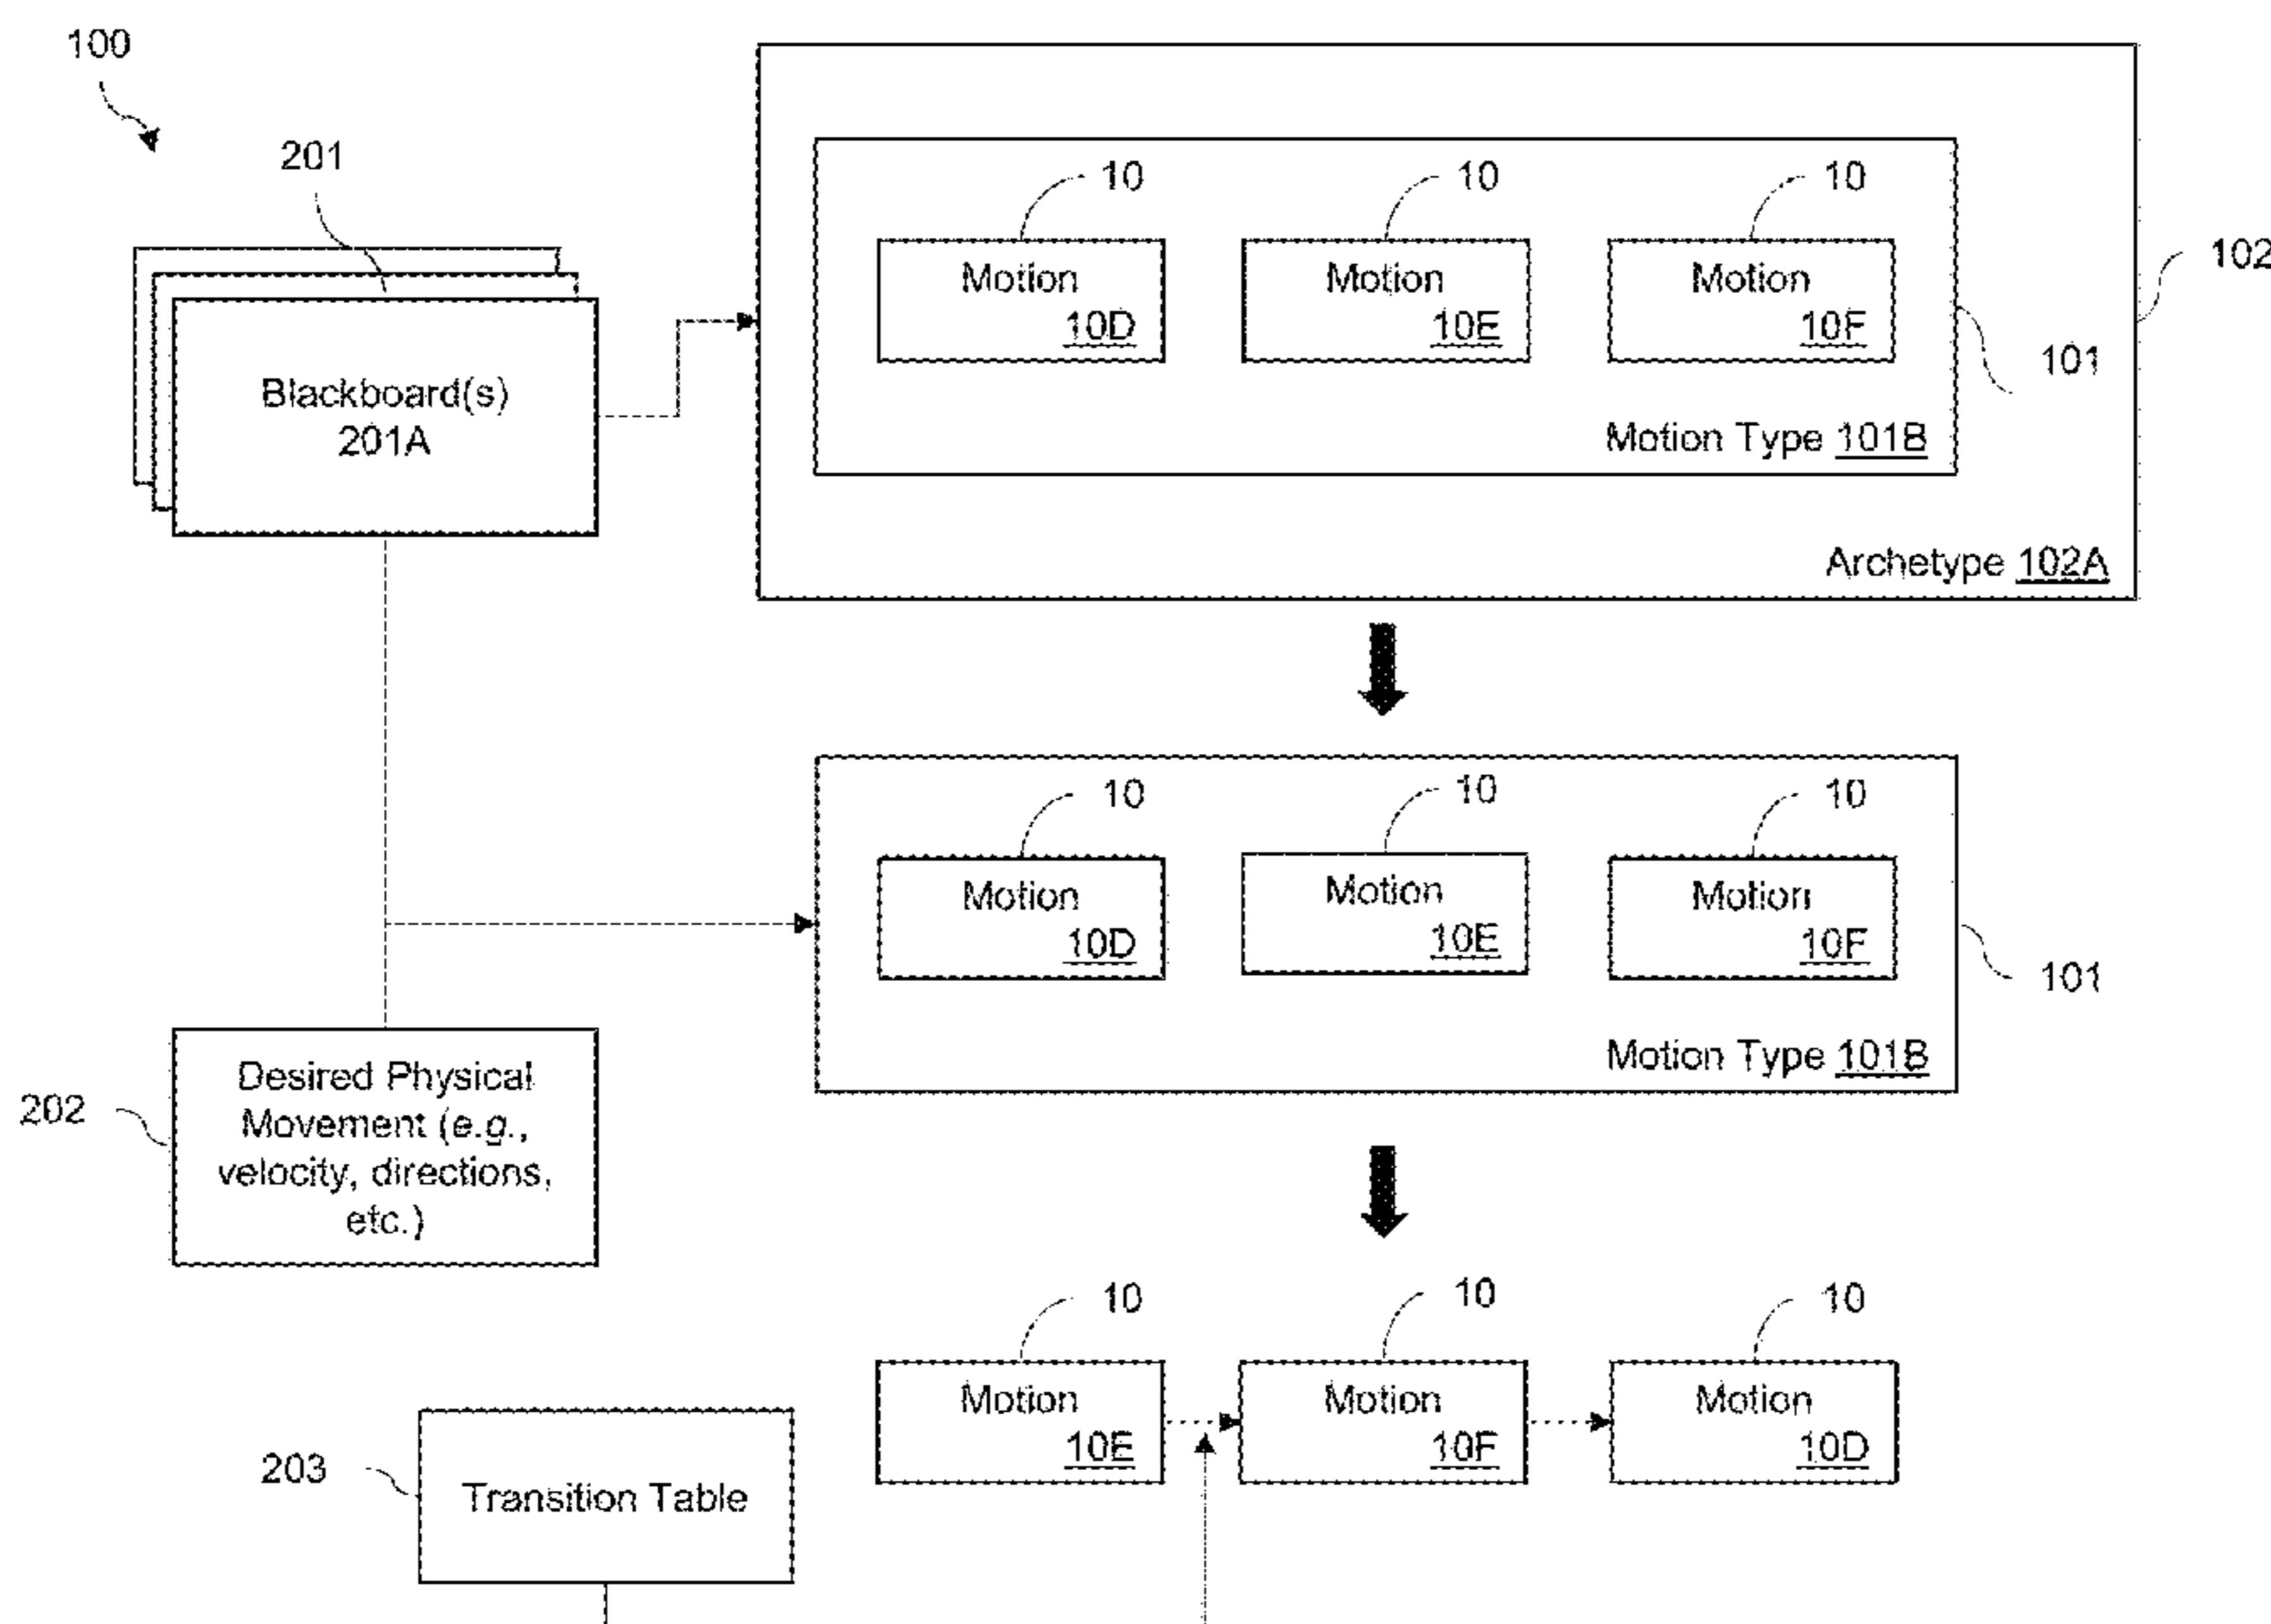 100
201
10
10
10
Motion
10D
Motion
10E
Motion
10F
102
101
Blackboard(s)
201A
Motion Type 101B
Archetype 102A
10
10
10
Motion
10D
Motion
10E
Motion
10F
101
Motion Type 101B
202
Desired Physical
Movement (e.g.,
velocity, directions,
etc.)
10
10
10
Motion
10E
Motion
10F
Motion
10D
203
Transition Table